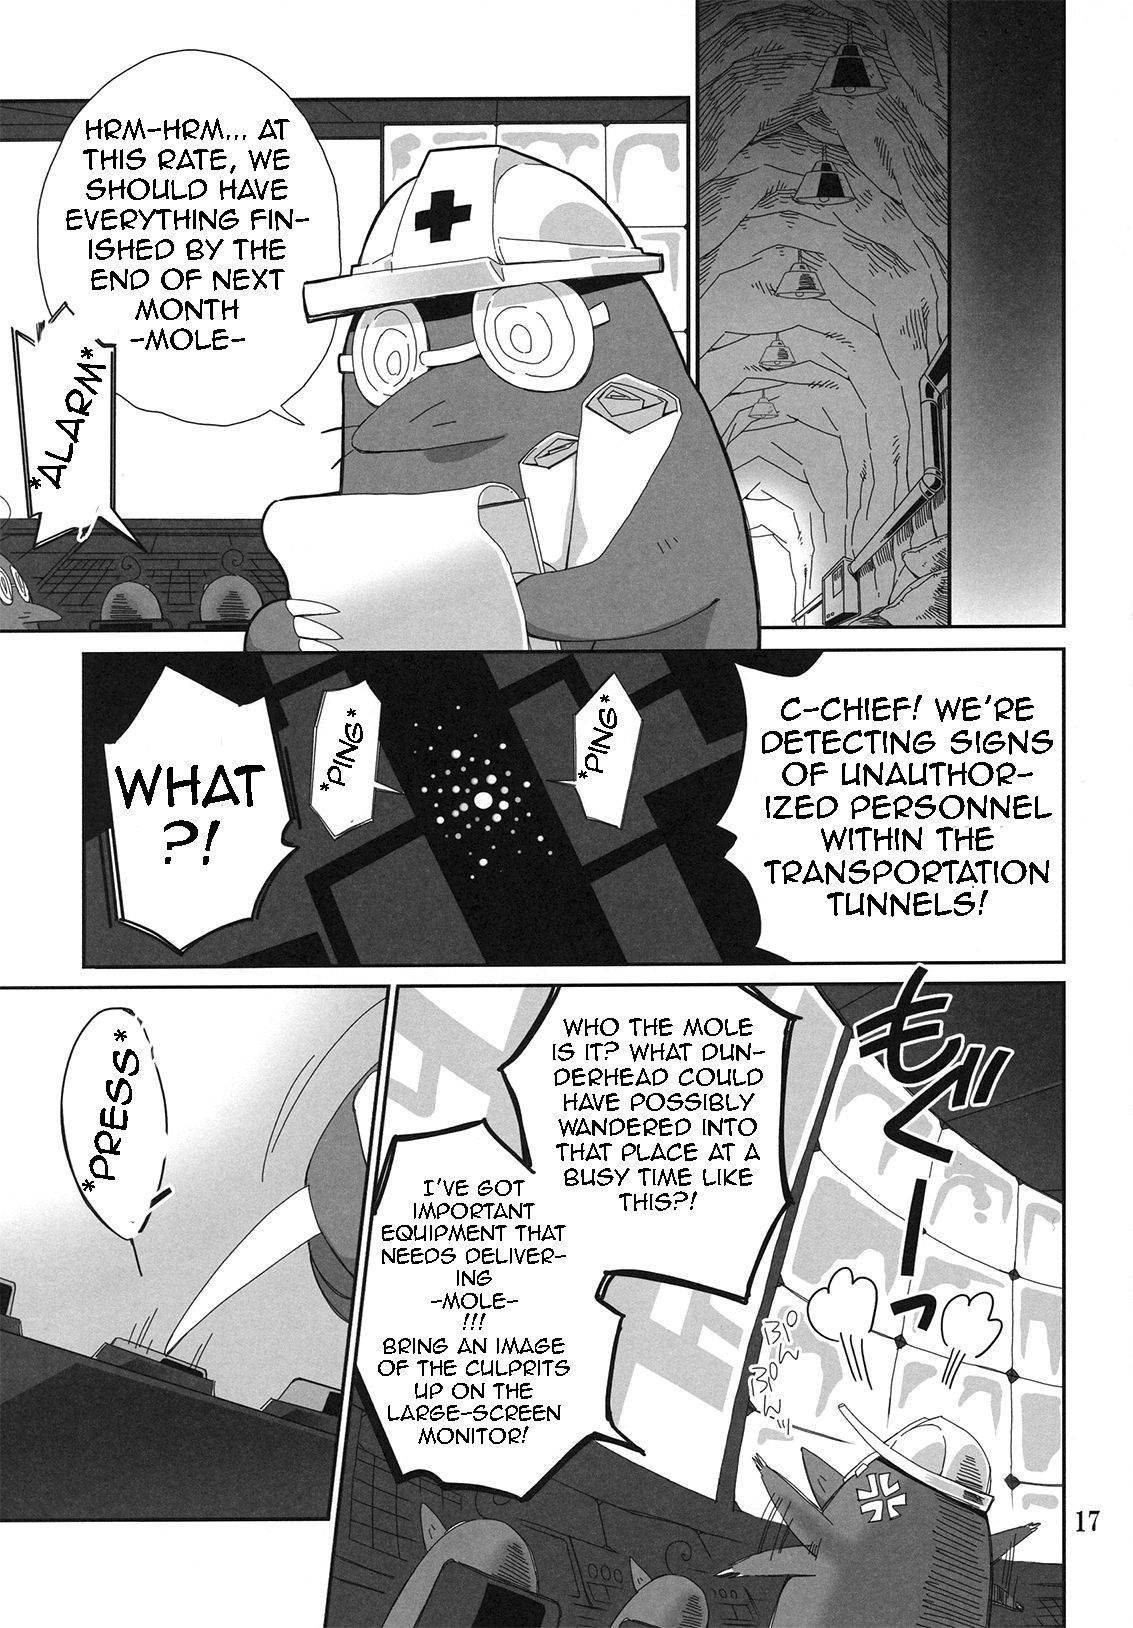 HRM-HRM... AT
THIS RATE, WE
SHOULD HAVE
EVERYTHING FIN-
ISHED BY THE
END OF NEXT
MONTH
-MOLE-
*ALARM*
C-CHIEF! WE'RE
DETECTING SIGNS
OF UNAUTHOR-
IZED PERSONNEL
WITHIN THE
TRANSPORTATION
TUNNELS!
*PING*
*PING*
WHAT
?!
WHO THE MOLE
IS IT? WHAT DUN-
DERHEAD COULD
HAVE POSSIBLY
WANDERED INTO
THAT PLACE AT A
BUSY TIME LIKE
THIS?!
I'VE GOT
IMPORTANT
EQUIPMENT THAT
NEEDS DELIVER-
ING
-MOLE-
!!!
BRING AN IMAGE
OF THE CULPRITS
UP ON THE
LARGE-SCREEN
MONITOR!
もぐーっ
*PRESS*
17